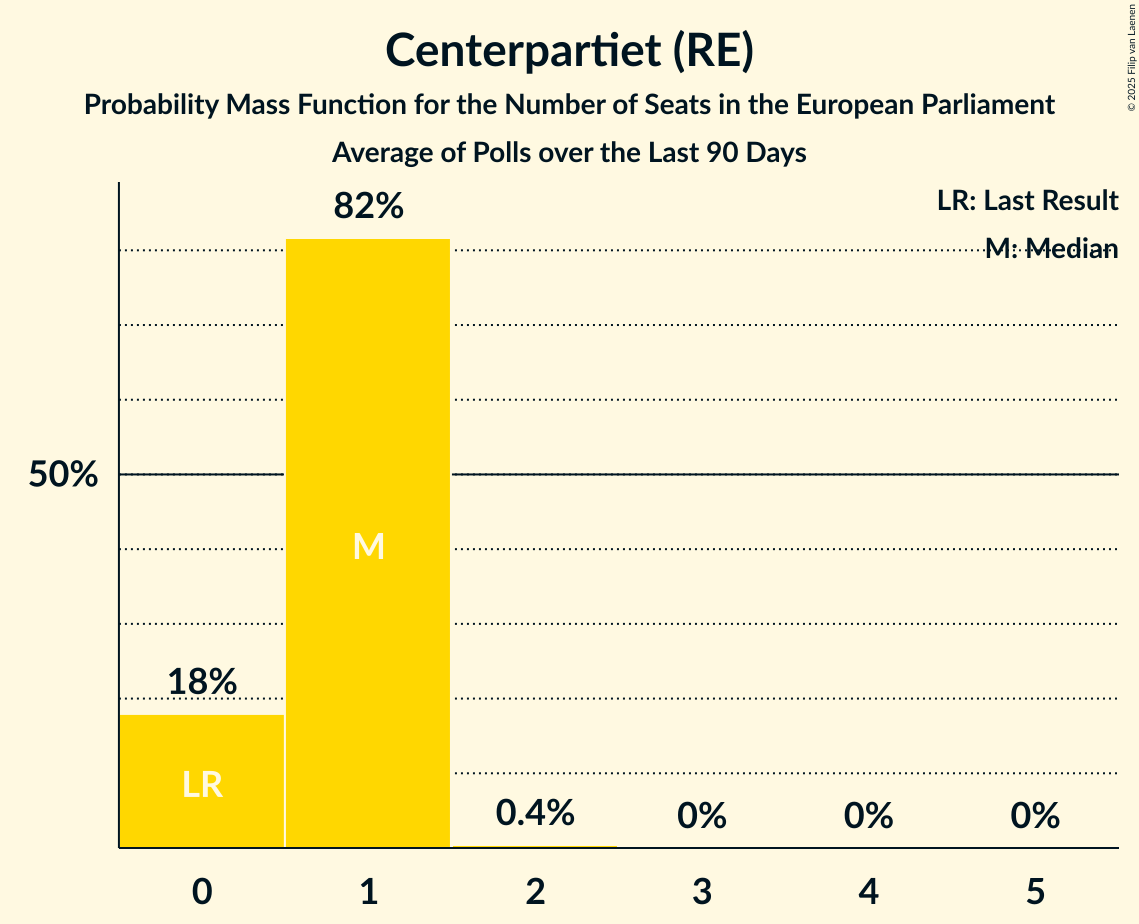 Centerpartiet (RE)
Probability Mass Function for the Number of Seats in the European Parliament
Average of Polls over the Last 90 Days
© 2025 Filip van Laenen
LR: Last Result
M: Median
82%
50%
M
18%
LR
0.4%
0%
0%
0%
0 1 2 3 4 5